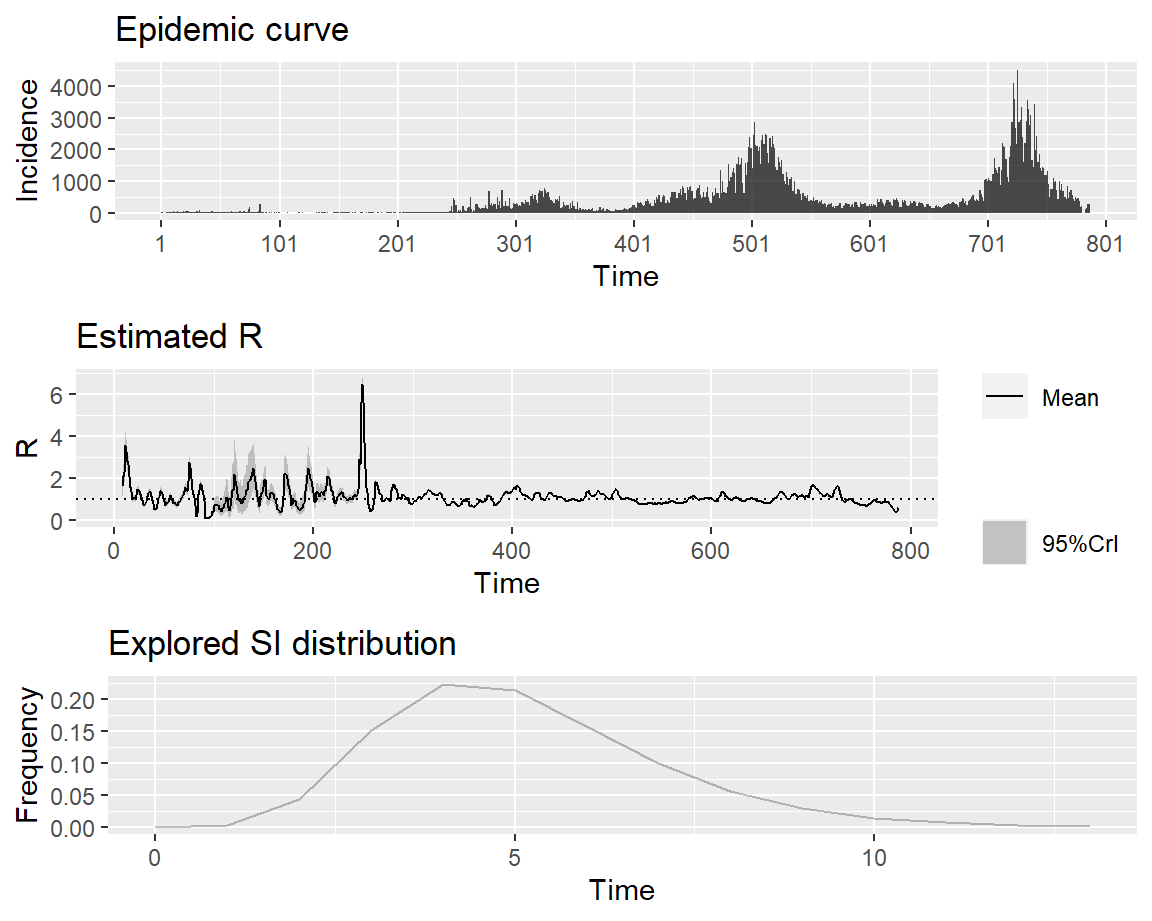 Epidemic curve
Incidence
4000
3000
2000
1000
0
1 101 201 301 401 501 601 701 801
Time
Estimated R
R
6
4
2
0
0 200 400 600 800
Time
Mean
95%CrI
Explored SI distribution
Frequency
0.20
0.15
0.10
0.05
0.00
0 5 10
Time